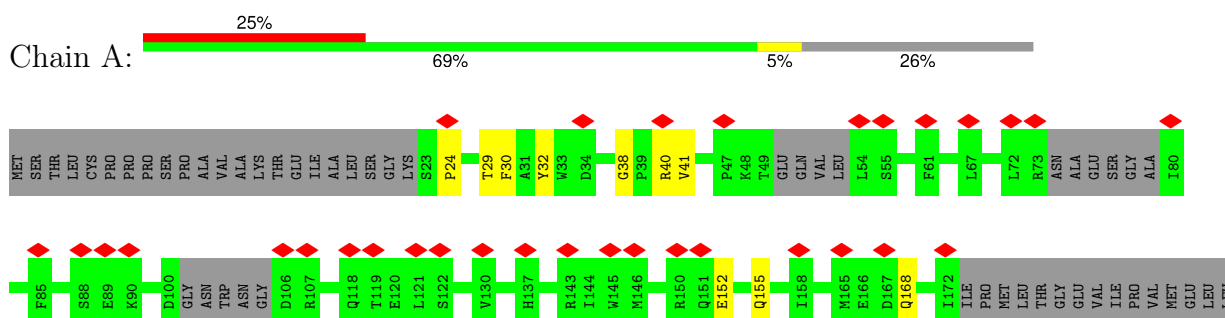 25%
Chain A:
69% 5% 26%
MET SER THR LEU CYS PRO PRO PRO SER PRO ALA VAL ALA LYS THR GLU ILE ALA LEU SER GLY LYS S23 P24 T29 F30 A31 Y32 W33 D34 G38 P39 R40 V41 P47 K48 T49 GLU GLN VAL LEU L54 S55 F61 L67 L72 R73 ASN ALA GLU SER GLY ALA I80
F85 S88 E89 K90 D100 GLY ASN TRP ASN GLY D106 R107 Q118 T119 E120 L121 S122 V130 H137 R143 I144 W145 M146 R150 Q151 E152 Q155 I158 M165 E166 D167 Q168 I172 ILE PRO MET LEU THR GLY GLU VAL ILE PRO VAL MET GLU LEU